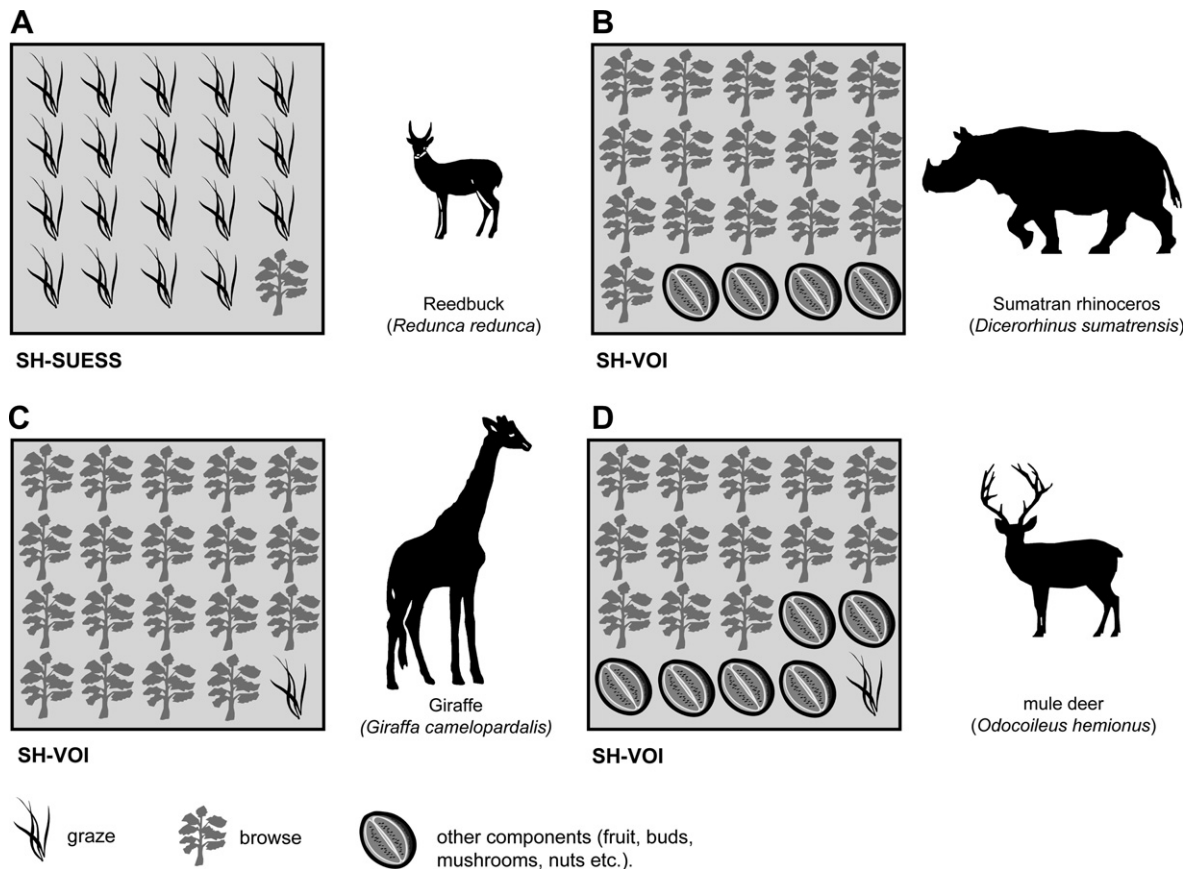 A
B
Reedbuck
(Redunca redunca)
Sumatran rhinoceros
(Dicerorhinus sumatrensis)
SH-SUESS
SH-VOI
C
D
Giraffe
(Giraffa camelopardalis)
mule deer
(Odocoileus hemionus)
SH-VOI
SH-VOI
graze
browse
other components (fruit, buds,
mushrooms, nuts etc.).